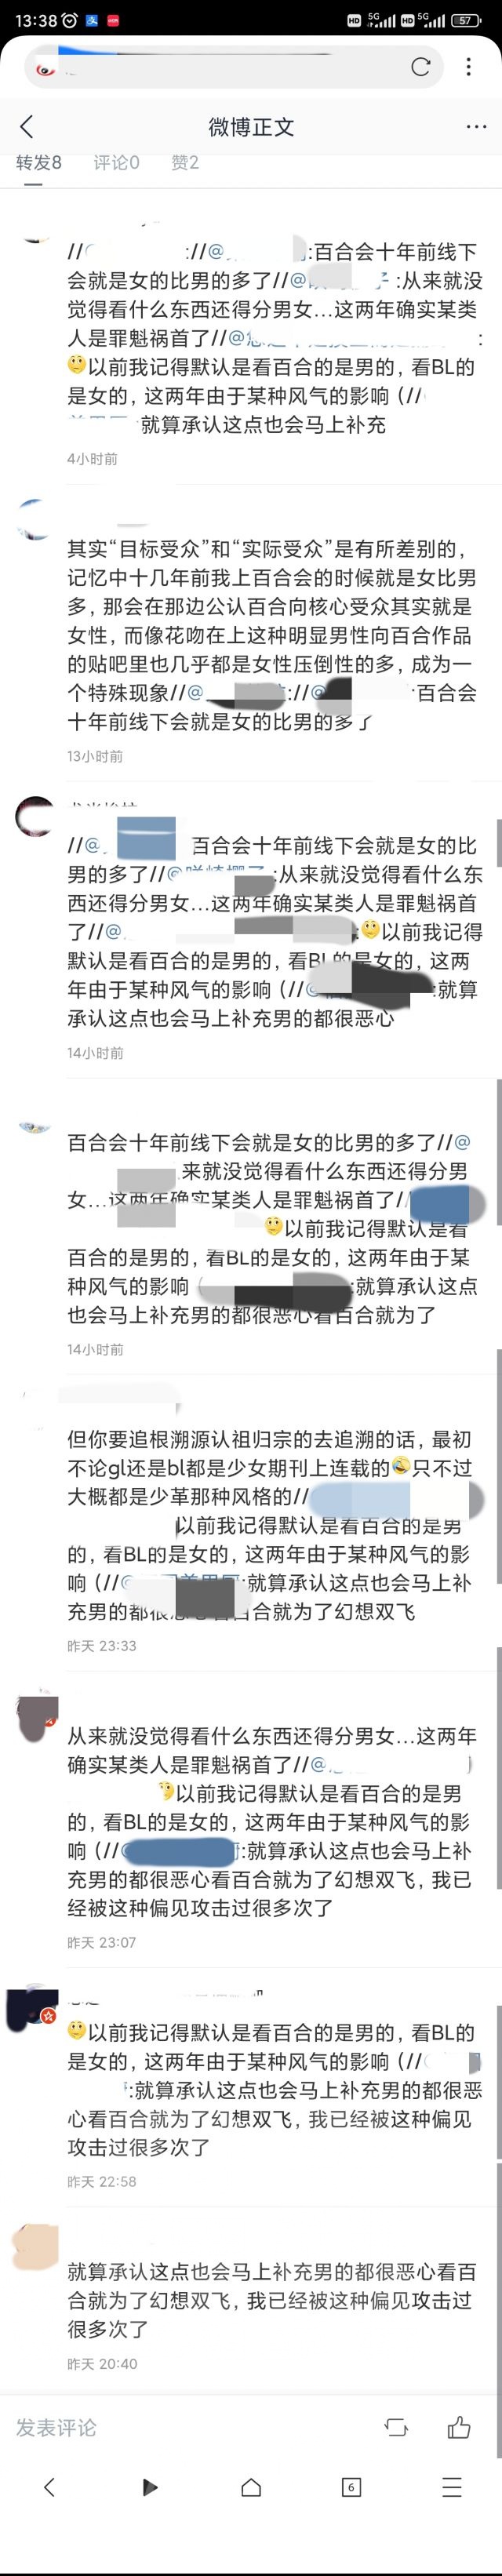 13:38
HD 5G HD 5G 57
微博正文
转发8 评论0 赞2
//@ ://@ :百合会十年前线下
会就是女的比男的多了//@ 子 :从来就没
觉得看什么东西还得分男女…这两年确实某类
人是罪魁祸首了//@ :
🙄以前我记得默认是看百合的是男的，看BL的
是女的，这两年由于某种风气的影响（//
:就算承认这点也会马上补充
4小时前
其实“目标受众”和“实际受众”是有所差别的，
记忆中十几年前我上百合会的时候就是女比男
多，那会在那边公认百合向核心受众其实就是
女性，而像花吻在上这种明显男性向百合作品
的贴吧里也几乎都是女性压倒性的多，成为一
个特殊现象//@ ://@ :百合会
十年前线下会就是女的比男的多了
13小时前
//@ 百合会十年前线下会就是女的比
男的多了//@ :从来就没觉得看什么东
西还得分男女…这两年确实某类人是罪魁祸首
了//@ :🙄以前我记得
默认是看百合的是男的，看BL的是女的，这两
年由于某种风气的影响（//@ :就算
承认这点也会马上补充男的都很恶心
14小时前
百合会十年前线下会就是女的比男的多了//@
来就没觉得看什么东西还得分男
女…这两年确实某类人是罪魁祸首了//
🙄以前我记得默认是看
百合的是男的，看BL的是女的，这两年由于某
种风气的影响（ :就算承认这点
也会马上补充男的都很恶心看百合就为了
14小时前
但你要追根溯源认祖归宗的去追溯的话，最初
不论gl还是bl都是少女期刊上连载的🤣只不过
大概都是少革那种风格的//
以前我记得默认是看百合的是男
的，看BL的是女的，这两年由于某种风气的影
响（//@ :就算承认这点也会马上补
充男的都很 合就为了幻想双飞
昨天 23:33
从来就没觉得看什么东西还得分男女…这两年
确实某类人是罪魁祸首了//@
🤔以前我记得默认是看百合的是男
的，看BL的是女的，这两年由于某种风气的影
响（//@ :就算承认这点也会马上补
充男的都很恶心看百合就为了幻想双飞，我已
经被这种偏见攻击过很多次了
昨天 23:07
🙄以前我记得默认是看百合的是男的，看BL的
是女的，这两年由于某种风气的影响（//
:就算承认这点也会马上补充男的都很恶
心看百合就为了幻想双飞，我已经被这种偏见
攻击过很多次了
昨天 22:58
就算承认这点也会马上补充男的都很恶心看百
合就为了幻想双飞，我已经被这种偏见攻击过
很多次了
昨天 20:40
发表评论
6